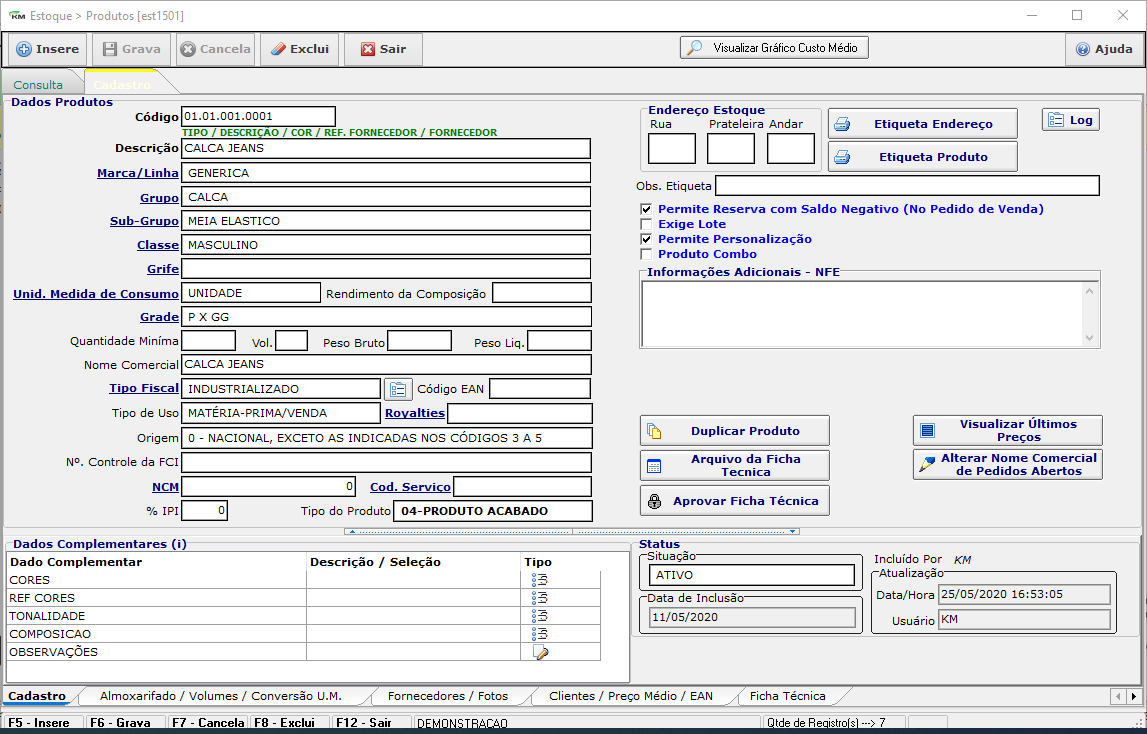 KM Estoque > Produtos [est1501]
Insere Grava Cancela Exclui Sair Visualizar Gráfico Custo Médio Ajuda
Consulta Cadastro
Dados Produtos
Código 01.01.001.0001
TIPO / DESCRIÇÃO / COR / REF. FORNECEDOR / FORNECEDOR
Descrição CALCA JEANS
Marca/Linha GENERICA
Grupo CALCA
Sub-Grupo MEIA ELASTICO
Classe MASCULINO
Grife
Unid. Medida de Consumo UNIDADE Rendimento da Composição
Grade P X GG
Quantidade Miníma Vol. Peso Bruto Peso Liq.
Nome Comercial CALCA JEANS
Tipo Fiscal INDUSTRIALIZADO Código EAN
Tipo de Uso MATÉRIA-PRIMA/VENDA Royalties
Origem 0 - NACIONAL, EXCETO AS INDICADAS NOS CÓDIGOS 3 A 5
Nº. Controle da FCI
NCM 0 Cod. Serviço
% IPI 0 Tipo do Produto 04-PRODUTO ACABADO
Endereço Estoque
Rua Prateleira Andar
Etiqueta Endereço
Log
Etiqueta Produto
Obs. Etiqueta
Permite Reserva com Saldo Negativo (No Pedido de Venda)
Exige Lote
Permite Personalização
Produto Combo
Informações Adicionais - NFE
Duplicar Produto
Visualizar Últimos
Preços
Arquivo da Ficha
Tecnica
Alterar Nome Comercial
de Pedidos Abertos
Aprovar Ficha Técnica
Dados Complementares (i)
Dado Complementar Descrição / Seleção Tipo
CORES
REF CORES
TONALIDADE
COMPOSICAO
OBSERVAÇÕES
Status
Situação
ATIVO
Data de Inclusão
11/05/2020
Incluído Por KM
Atualização
Data/Hora 25/05/2020 16:53:05
Usuário KM
Cadastro Almoxarifado / Volumes / Conversão U.M. Fornecedores / Fotos Clientes / Preço Médio / EAN Ficha Técnica
F5 - Insere F6 - Grava F7 - Cancela F8 - Exclui F12 - Sair DEMONSTRACAO Qtde de Registro(s) ---> 7